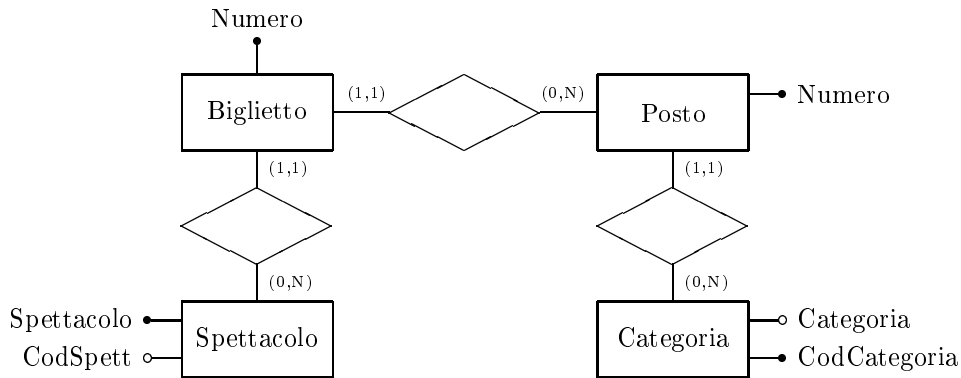 Numero
Biglietto
(1,1)
(0,N)
Posto
Numero
(1,1)
(1,1)
(0,N)
(0,N)
Spettacolo
CodSpett
Spettacolo
Categoria
Categoria
CodCategoria